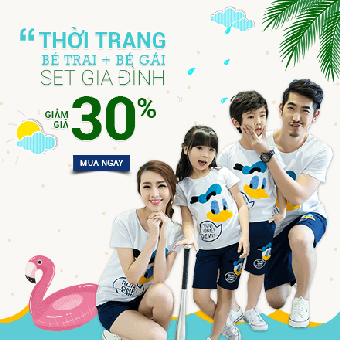 “ THỜI TRANG
BÉ TRAI + BÉ GÁI
SET GIA ĐÌNH
GIẢM
GIÁ
30%
MUA NGAY